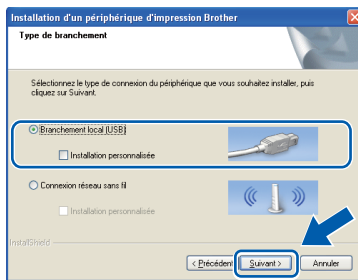 Installation d'un périphérique d'impression Brother
Type de branchement
Sélectionnez le type de connexion du périphérique que vous souhaitez installer, puis
cliquez sur Suivant.
Branchement local (USB)
Installation personnalisée
Connexion réseau sans fil
Installation personnalisée
InstallShield
< Précédent Suivant > Annuler